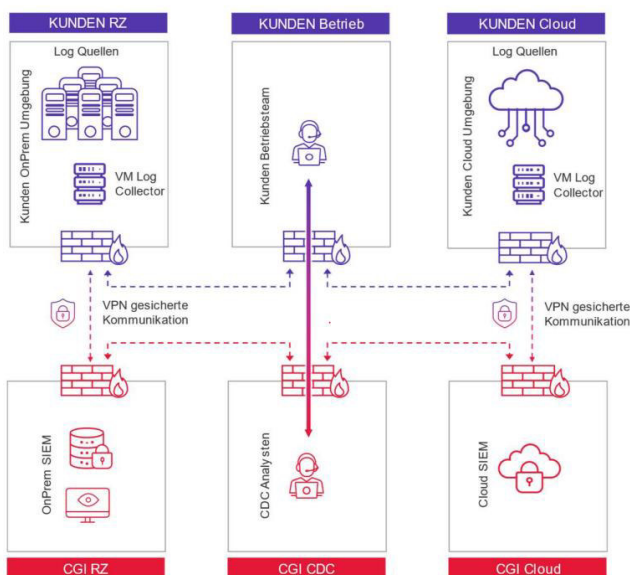 KUNDEN RZ
KUNDEN Betrieb
KUNDEN Cloud
Log Quellen
Log Quellen
Kunden OnPrem Umgebung
VM Log
Collector
Kunden Betriebsteam
Kunden Cloud Umgebung
VM Log
Collector
VPN gesicherte
Kommunikation
VPN gesicherte
Kommunikation
OnPrem SIEM
CDC Analysten
Cloud SIEM
CGI RZ
CGI CDC
CGI Cloud